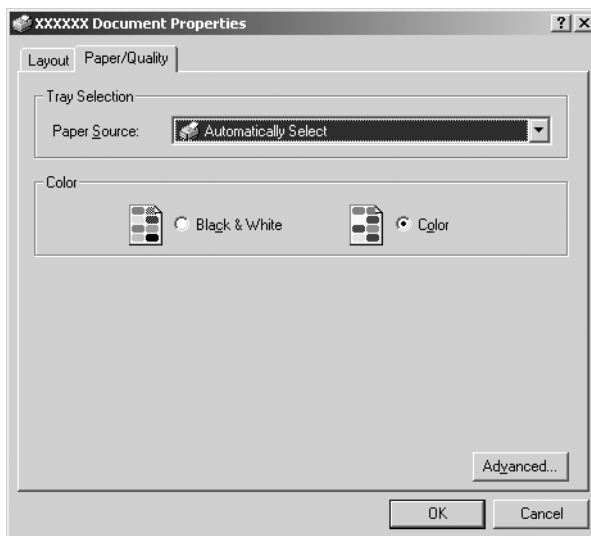 XXXXXX Document Properties
Layout Paper/Quality
Tray Selection
Paper Source: Automatically Select
Color
Black & White Color
Advanced...
OK Cancel